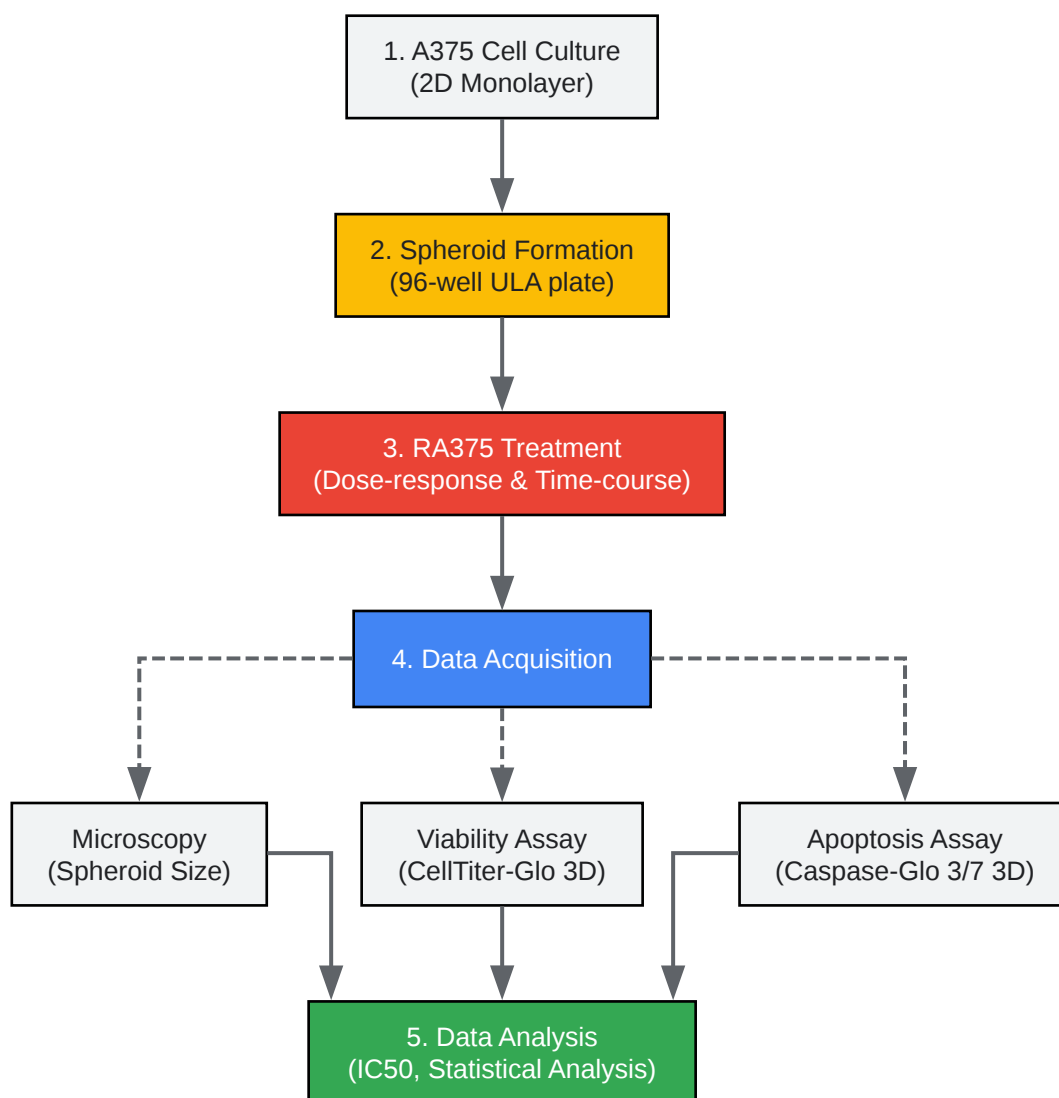 1. A375 Cell Culture
(2D Monolayer)
2. Spheroid Formation
(96-well ULA plate)
3. RA375 Treatment
(Dose-response & Time-course)
4. Data Acquisition
Microscopy
(Spheroid Size)
Viability Assay
(CellTiter-Glo 3D)
Apoptosis Assay
(Caspase-Glo 3/7 3D)
5. Data Analysis
(IC50, Statistical Analysis)